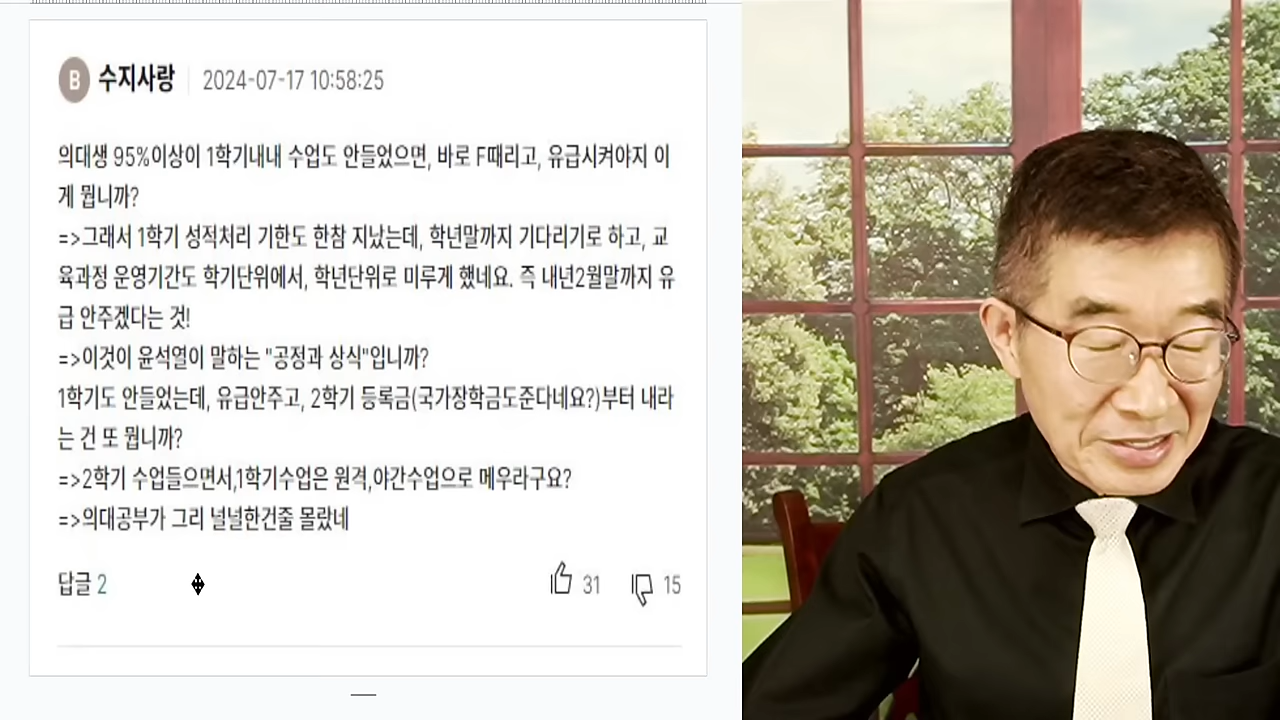 B 수지사랑 2024-07-17 10:58:25
의대생 95%이상이 1학기내내 수업도 안들었으면, 바로 F때리고, 유급시켜야지 이
게 뭡니까?
=>그래서 1학기 성적처리 기한도 한참 지났는데, 학년말까지 기다리기로 하고, 교
육과정 운영기간도 학기단위에서, 학년단위로 미루게 했네요. 즉 내년2월말까지 유
급 안주겠다는 것!
=>이것이 윤석열이 말하는 "공정과 상식"입니까?
1학기도 안들었는데, 유급안주고, 2학기 등록금(국가장학금도준다네요?)부터 내라
는 건 또 뭡니까?
=>2학기 수업들으면서,1학기수업은 원격,야간수업으로 메우라구요?
=>의대공부가 그리 널널한건줄 몰랐네
답글 2 31 15